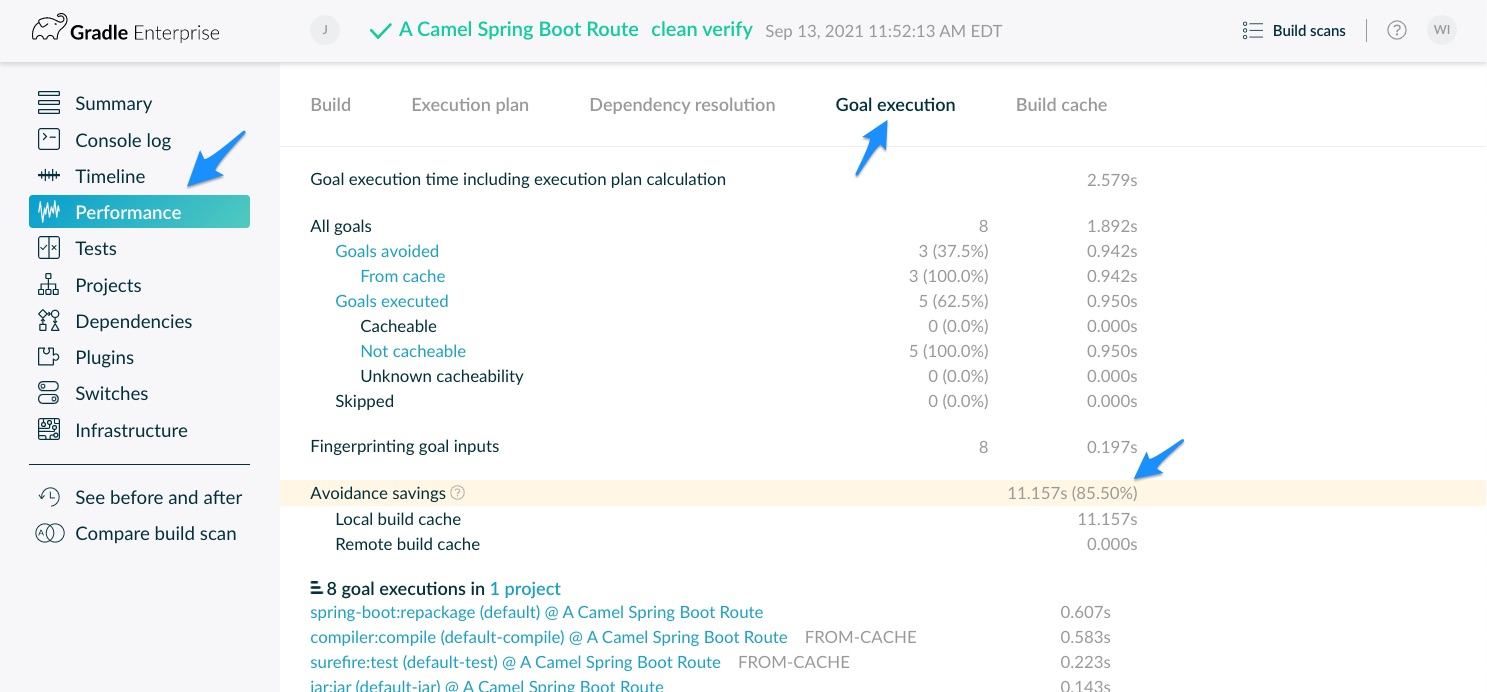 Gradle Enterprise
J
A Camel Spring Boot Route clean verify Sep 13, 2021 11:52:13 AM EDT
Build scans
?
WI
Summary
Console log
Timeline
Performance
Tests
Projects
Dependencies
Plugins
Switches
Infrastructure
See before and after
Compare build scan
Build Execution plan Dependency resolution Goal execution Build cache
Goal execution time including execution plan calculation 2.579s
All goals 8 1.892s
Goals avoided 3 (37.5%) 0.942s
From cache 3 (100.0%) 0.942s
Goals executed 5 (62.5%) 0.950s
Cacheable 0 (0.0%) 0.000s
Not cacheable 5 (100.0%) 0.950s
Unknown cacheability 0 (0.0%) 0.000s
Skipped 0 (0.0%) 0.000s
Fingerprinting goal inputs 8 0.197s
Avoidance savings ? 11.157s (85.50%)
Local build cache 11.157s
Remote build cache 0.000s
8 goal executions in 1 project
spring-boot:repackage (default) @ A Camel Spring Boot Route 0.607s
compiler:compile (default-compile) @ A Camel Spring Boot Route FROM-CACHE 0.583s
surefire:test (default-test) @ A Camel Spring Boot Route FROM-CACHE 0.223s
jar:jar (default-jar) @ A Camel Spring Boot Route 0.143s